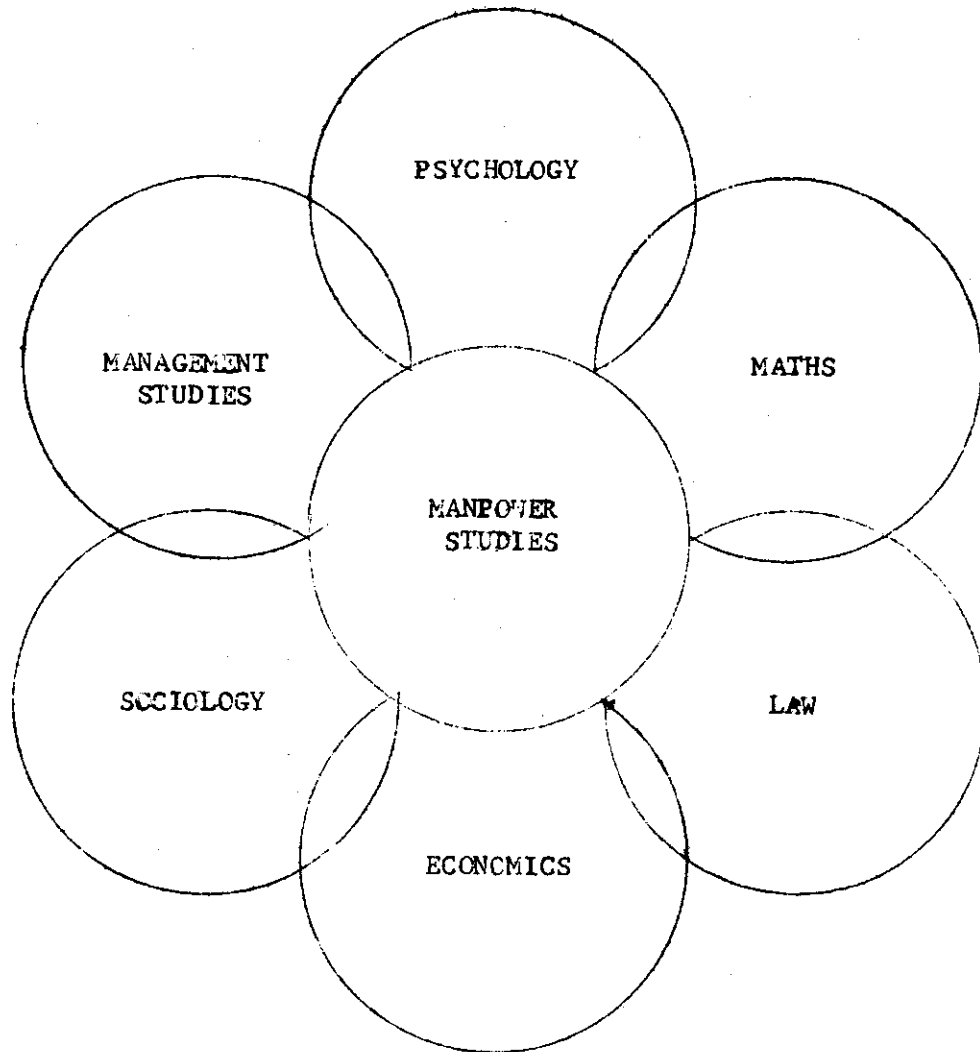 PSYCHOLOGY
MANAGEMENT
STUDIES
MATHS
MANPOWER
STUDIES
SOCIOLOGY
LAW
ECONOMICS